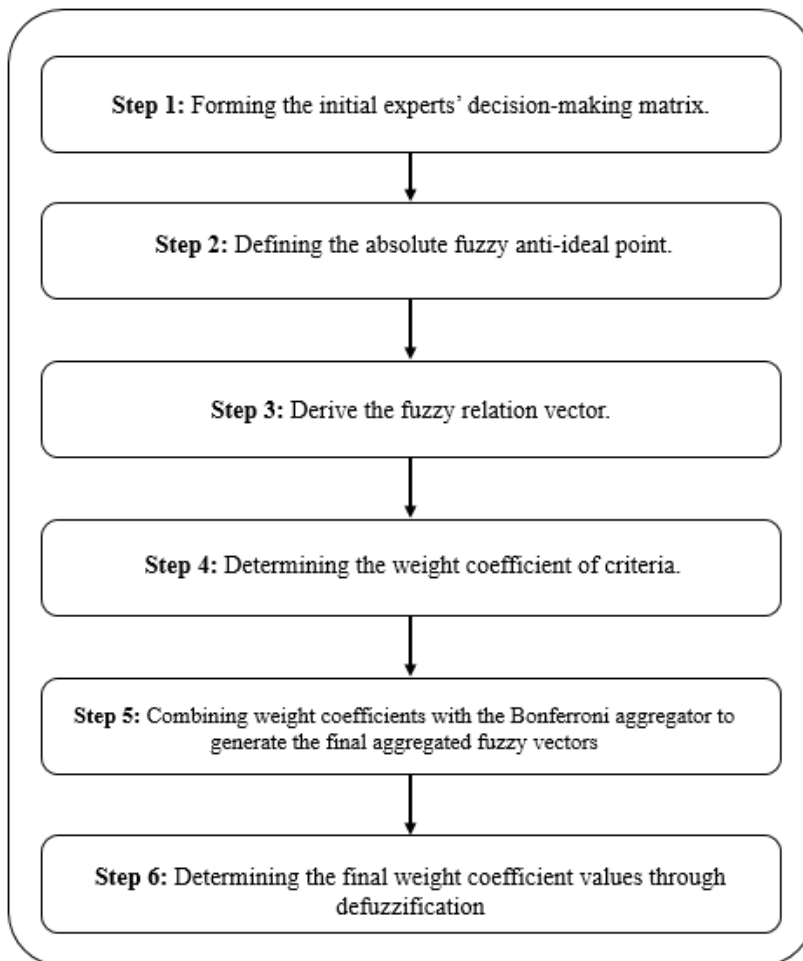 Step 1: Forming the initial experts’ decision-making matrix.
Step 2: Defining the absolute fuzzy anti-ideal point.
Step 3: Derive the fuzzy relation vector.
Step 4: Determining the weight coefficient of criteria.
Step 5: Combining weight coefficients with the Bonferroni aggregator to
generate the final aggregated fuzzy vectors
Step 6: Determining the final weight coefficient values through
defuzzification